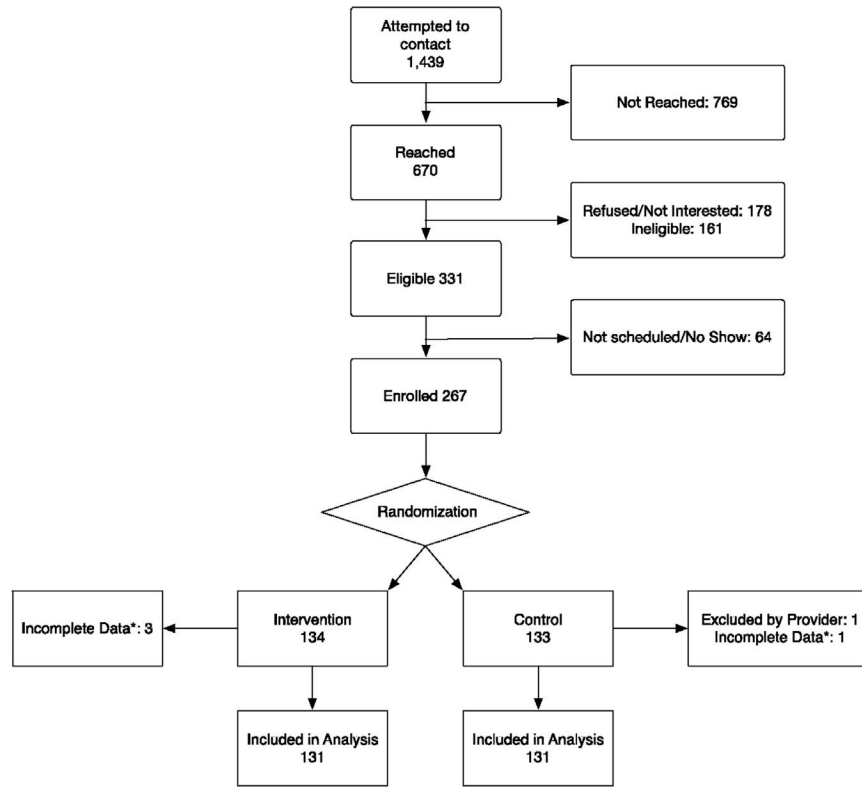 Attempted to
contact
1,439
Not Reached: 769
Reached
670
Refused/Not Interested: 178
Ineligible: 161
Eligible 331
Not scheduled/No Show: 64
Enrolled 267
Randomization
Incomplete Data*: 3
Intervention
134
Control
133
Excluded by Provider: 1
Incomplete Data*: 1
Included in Analysis
131
Included in Analysis
131